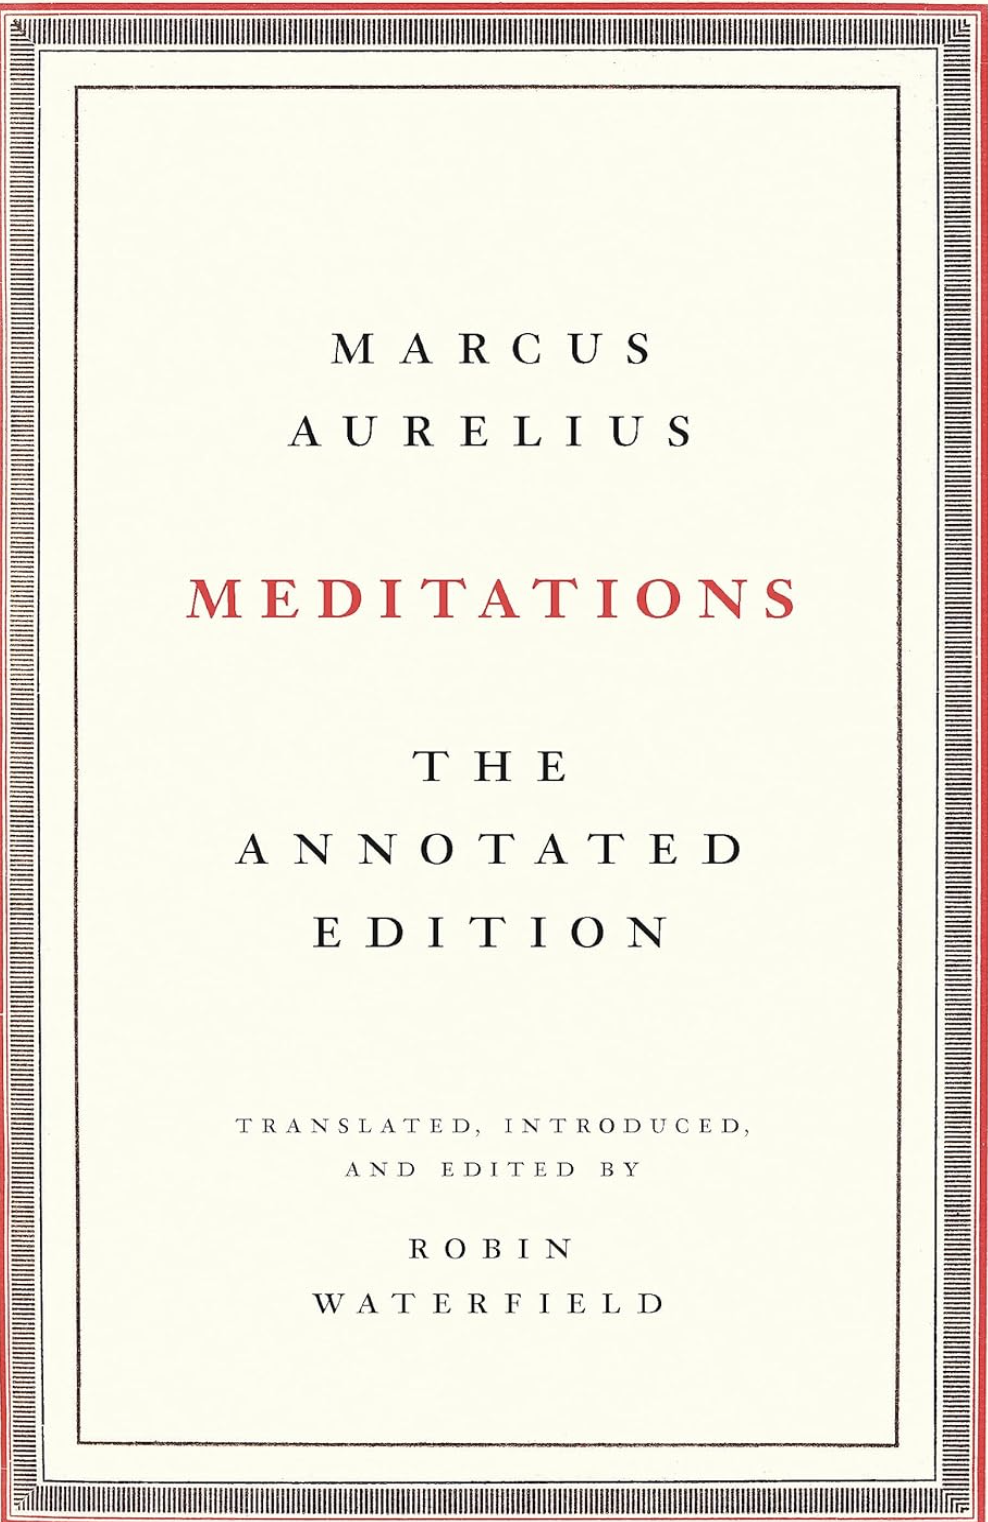 MARCUS
AURELIUS
MEDITATIONS
THE
ANNOTATED
EDITION
TRANSLATED, INTRODUCED,
AND EDITED BY
ROBIN
WATERFIELD